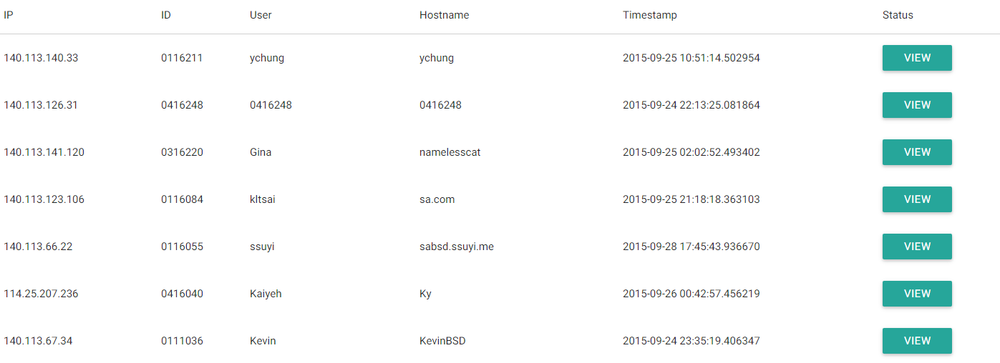 IP ID User Hostname Timestamp Status
140.113.140.33 0116211 ychung ychung 2015-09-25 10:51:14.502954 VIEW
140.113.126.31 0416248 0416248 0416248 2015-09-24 22:13:25.081864 VIEW
140.113.141.120 0316220 Gina namelesscat 2015-09-25 02:02:52.493402 VIEW
140.113.123.106 0116084 kltsai sa.com 2015-09-25 21:18:18.363103 VIEW
140.113.66.22 0116055 ssuyi sabsd.ssuyi.me 2015-09-28 17:45:43.936670 VIEW
114.25.207.236 0416040 Kaiyeh Ky 2015-09-26 00:42:57.456219 VIEW
140.113.67.34 0111036 Kevin KevinBSD 2015-09-24 23:35:19.406347 VIEW